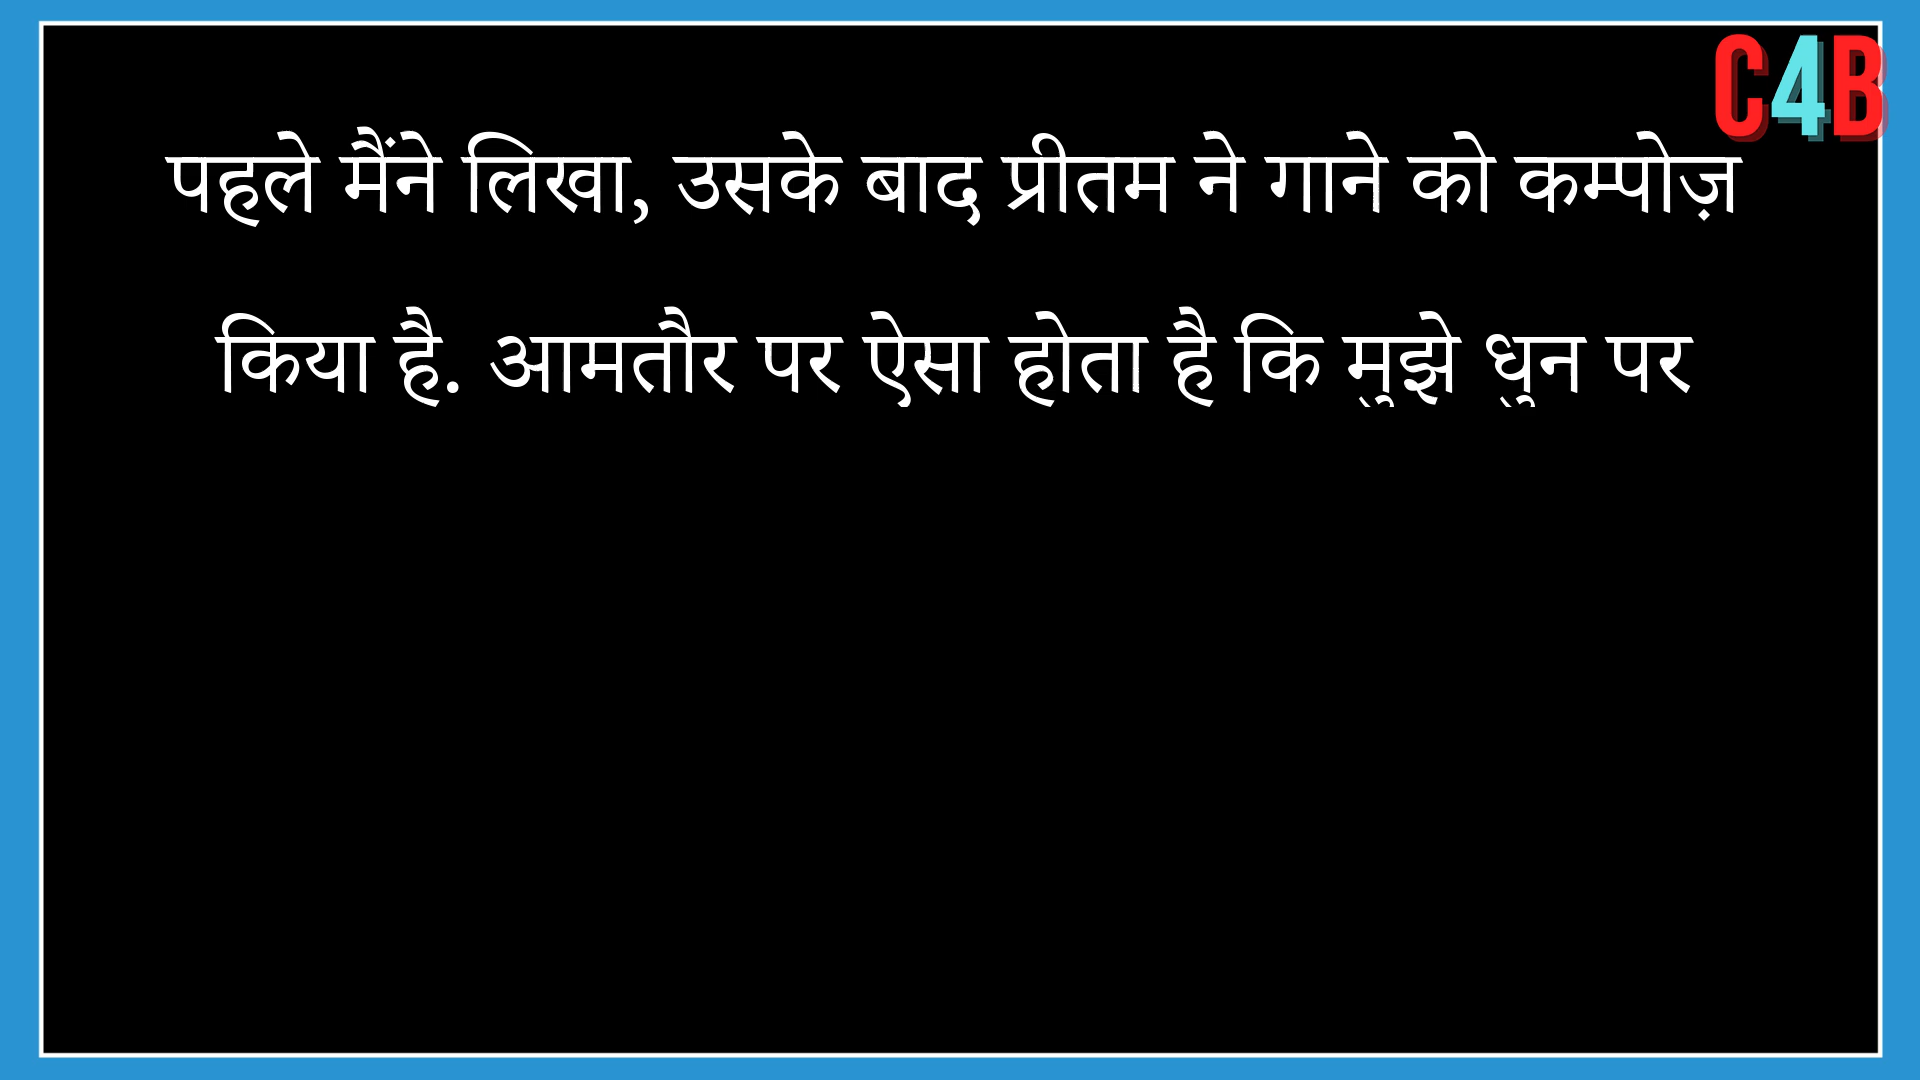 C4B
पहले मैंने लिखा, उसके बाद प्रीतम ने गाने को कम्पोज़
किया है. आमतौर पर ऐसा होता है कि मुझे धुन पर